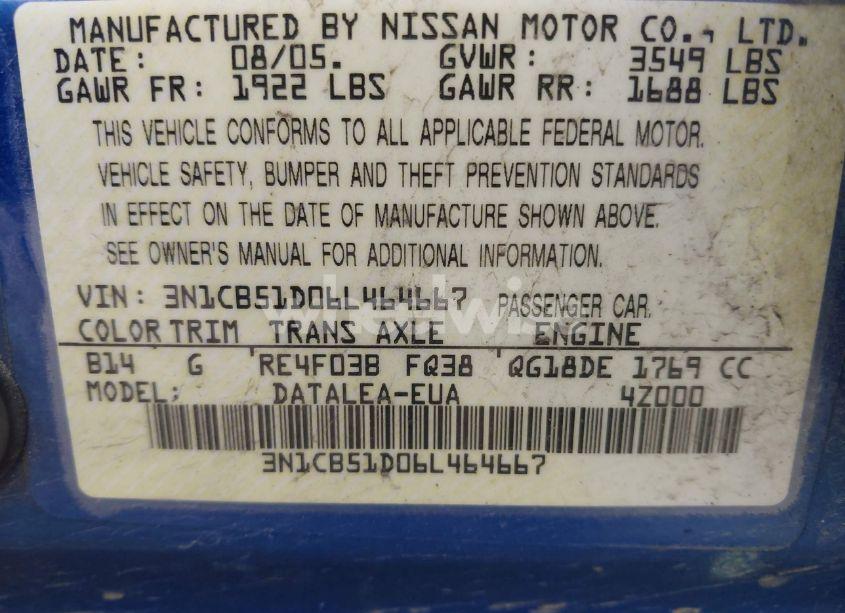 MANUFACTURED BY NISSAN MOTOR CO., LTD.
DATE: 08/05. GVWR: 3549 LBS
GAWR FR: 1922 LBS GAWR RR: 1688 LBS
THIS VEHICLE CONFORMS TO ALL APPLICABLE FEDERAL MOTOR.
VEHICLE SAFETY, BUMPER AND THEFT PREVENTION STANDARDS
IN EFFECT ON THE DATE OF MANUFACTURE SHOWN ABOVE.
SEE OWNER'S MANUAL FOR ADDITIONAL INFORMATION.
VIN: 3N1CB51D06L464667 PASSENGER CAR.
COLOR TRIM TRANS AXLE ENGINE
B14 G RE4F03B FQ38 QG18DE 1769 CC
MODEL: DATALEA-EUA 4Z000
3N1CB51D06L464667